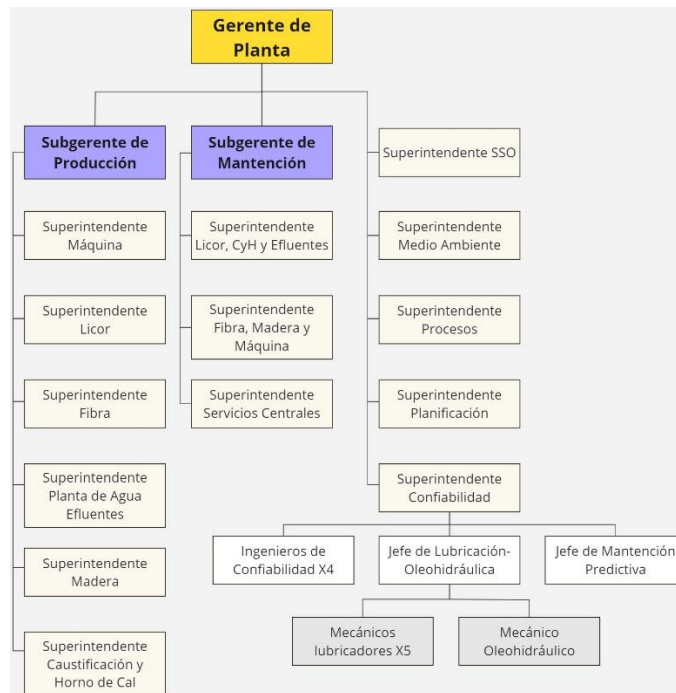 Gerente de
Planta
Subgerente de
Producción
Subgerente de
Mantención
Superintendente SSO
Superintendente
Máquina
Superintendente
Licor, CyH y Efluentes
Superintendente
Medio Ambiente
Superintendente
Licor
Superintendente
Fibra, Madera y
Máquina
Superintendente
Procesos
Superintendente
Fibra
Superintendente
Servicios Centrales
Superintendente
Planificación
Superintendente
Planta de Agua
Efluentes
Superintendente
Confiabilidad
Superintendente
Madera
Ingenieros de
Confiabilidad X4
Jefe de Lubricación-
Oleohidráulica
Jefe de Mantención
Predictiva
Superintendente
Caustificación y
Horno de Cal
Mecánicos
lubricadores X5
Mecánico
Oleohidráulico